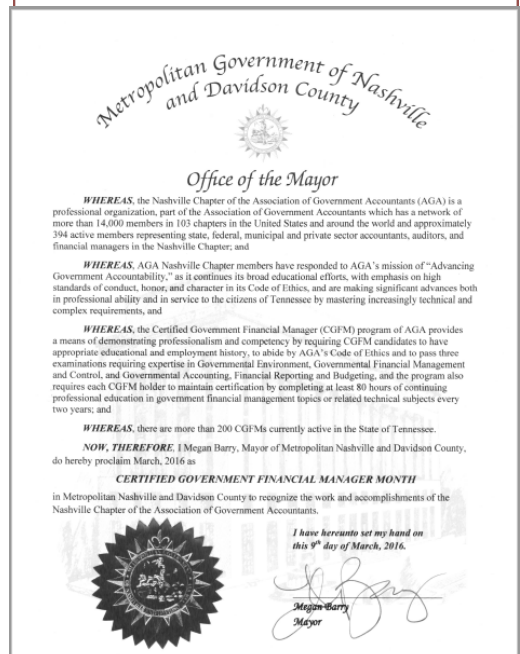 Metropolitan Government of Nashville
and Davidson County
Office of the Mayor
WHEREAS, the Nashville Chapter of the Association of Government Accountants (AGA) is a
professional organization, part of the Association of Government Accountants which has a network of
more than 14,000 members in 103 chapters in the United States and around the world and approximately
394 active members representing state, federal, municipal and private sector accountants, auditors, and
financial managers in the Nashville Chapter; and
WHEREAS, AGA Nashville Chapter members have responded to AGA's mission of “Advancing
Government Accountability,” as it continues its broad educational efforts, with emphasis on high
standards of conduct, honor, and character in its Code of Ethics, and are making significant advances both
in professional ability and in service to the citizens of Tennessee by mastering increasingly technical and
complex requirements, and
WHEREAS, the Certified Government Financial Manager (CGFM) program of AGA provides
a means of demonstrating professionalism and competency by requiring CGFM candidates to have
appropriate educational and employment history, to abide by AGA's Code of Ethics and to pass three
examinations requiring expertise in Governmental Environment, Governmental Financial Management
and Control, and Governmental Accounting, Financial Reporting and Budgeting, and the program also
requires each CGFM holder to maintain certification by completing at least 80 hours of continuing
professional education in government financial management topics or related technical subjects every
two years; and
WHEREAS, there are more than 200 CGFMs currently active in the State of Tennessee.
NOW, THEREFORE, I Megan Barry, Mayor of Metropolitan Nashville and Davidson County,
do hereby proclaim March, 2016 as
CERTIFIED GOVERNMENT FINANCIAL MANAGER MONTH
in Metropolitan Nashville and Davidson County to recognize the work and accomplishments of the
Nashville Chapter of the Association of Government Accountants.
I have hereunto set my hand on
this 9th day of March, 2016.
Megan Barry
Mayor